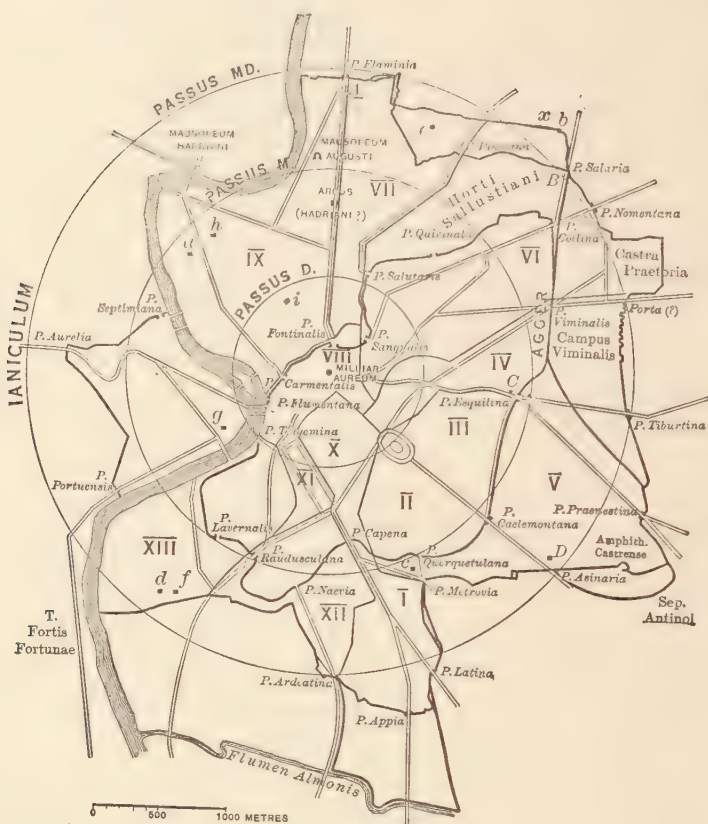 PASSUS MD.
P. Flaminia
1
c
x b
MAUSOLEUM
HADRIANI
PASSUS M.
MAUSOLEUM
AUGUSTI
ARCUS
(HADRIANI?)
VII
Horti
Sallustiani
B
P. Salaria
P. Nomentana
P. Quirinal
P.
Collina
Castra
Praetoria
h
a
IX
VI
PASSUS D.
P. Salutaris
i
P.
Septimiana
P.
Fontinalis
VIII
P. Sanqualis
MILLIAR
AUREUM
AGGER
P.
Viminalis
Porta (?)
Campus
Viminalis
IANICULUM
P. Aurelia
IV
P. Carmentalis
P. Flumentana
P. Esquilina
C
P. Tiburtina
g
P. Trigemina
X
III
P.
Portuensis
XI
II
V
P. Praenestina
P.
Caelemontana
P.
Lavernalis
P. Capena
Amphith.
Castrense
XIII
P.
Raudusculana
P.
Querquetulana
D
c
P. Asinaria
d f
P. Naevia
I
P. Metrovia
Sep.
Antinoi
T.
Fortis
Fortunae
XII
P. Latina
P. Ardeatina
P. Appia
Flumen Almonis
500 1000 METRES